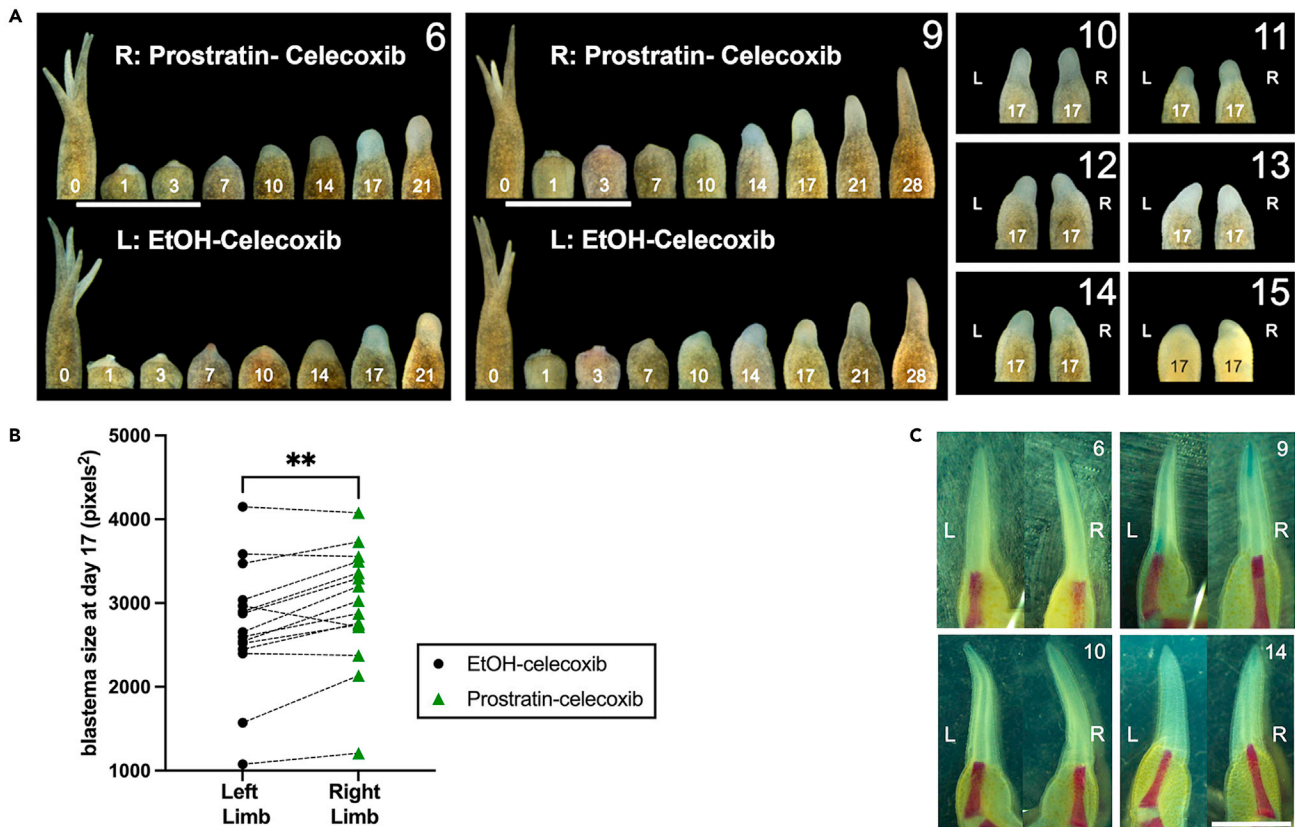 A
6
R: Prostratin- Celecoxib
0 1 3 7 10 14 17 21
L: EtOH-Celecoxib
0 1 3 7 10 14 17 21
9
R: Prostratin- Celecoxib
0 1 3 7 10 14 17 21 28
L: EtOH-Celecoxib
0 1 3 7 10 14 17 21 28
10
L R
17 17
11
L R
17 17
12
L R
17 17
13
L R
17 17
14
L R
17 17
15
L R
17 17
B
blastema size at day 17 (pixels²)
5000
4000
3000
2000
1000
**
Left Limb
Right Limb
EtOH-celecoxib
Prostratin-celecoxib
C
6
L R
9
L R
10
L R
14
L R